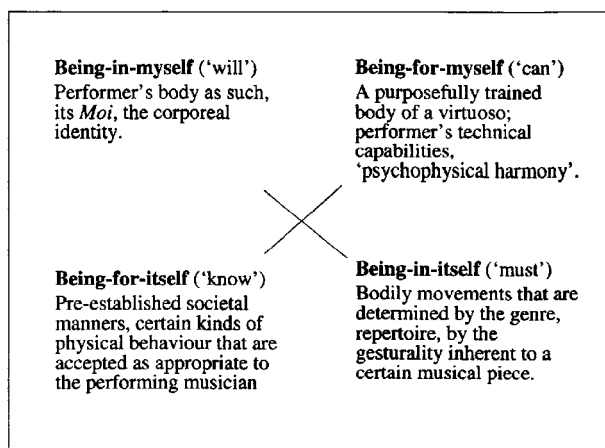 Being-in-myself ('will')
Performer's body as such,
its Moi, the corporeal
identity.
Being-for-myself ('can')
A purposefully trained
body of a virtuoso;
performer's technical
capabilities,
'psychophysical harmony'.
Being-for-itself ('know')
Pre-established societal
manners, certain kinds of
physical behaviour that are
accepted as appropriate to
the performing musician
Being-in-itself ('must')
Bodily movements that are
determined by the genre,
repertoire, by the
gesturality inherent to a
certain musical piece.